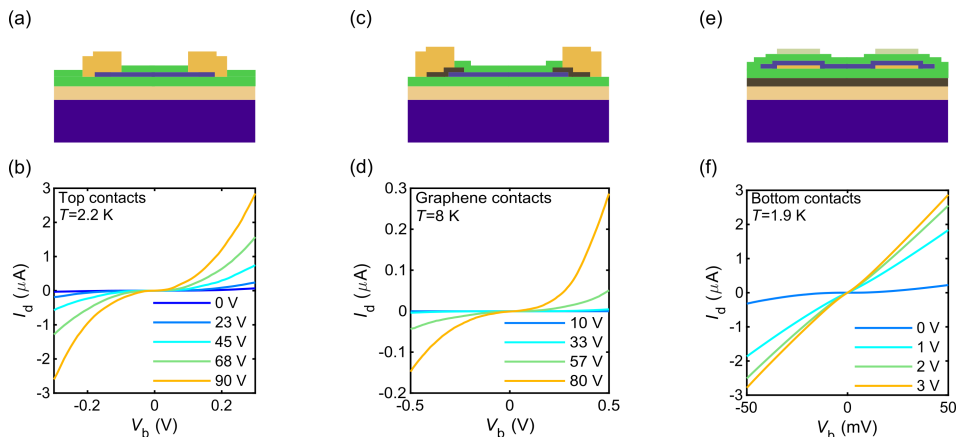 (a)
(c)
(e)
(b)
Top contacts
T=2.2 K
3
2
1
0
-1
-2
-3
I_d (μA)
0 V
23 V
45 V
68 V
90 V
-0.2
0
0.2
V_b (V)
(d)
Graphene contacts
T=8 K
0.3
0.2
0.1
0
-0.1
0.2
I_d (μA)
10 V
33 V
57 V
80 V
-0.5
0
0.5
V_b (V)
(f)
Bottom contacts
T=1.9 K
3
2
1
0
-1
-2
-3
I_d (μA)
0 V
1 V
2 V
3 V
-50
0
50
V_b (mV)